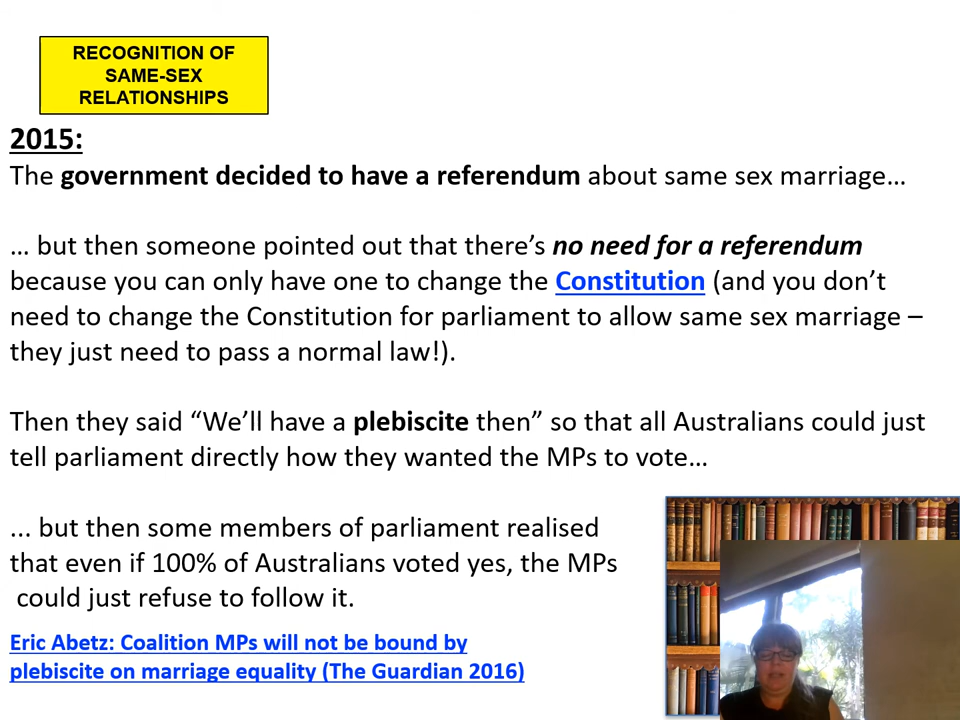 RECOGNITION OF
SAME-SEX
RELATIONSHIPS
2015:
The government decided to have a referendum about same sex marriage…
… but then someone pointed out that there’s no need for a referendum
because you can only have one to change the Constitution (and you don’t
need to change the Constitution for parliament to allow same sex marriage –
they just need to pass a normal law!).
Then they said “We’ll have a plebiscite then” so that all Australians could just
tell parliament directly how they wanted the MPs to vote…
... but then some members of parliament realised
that even if 100% of Australians voted yes, the MPs
could just refuse to follow it.
Eric Abetz: Coalition MPs will not be bound by
plebiscite on marriage equality (The Guardian 2016)